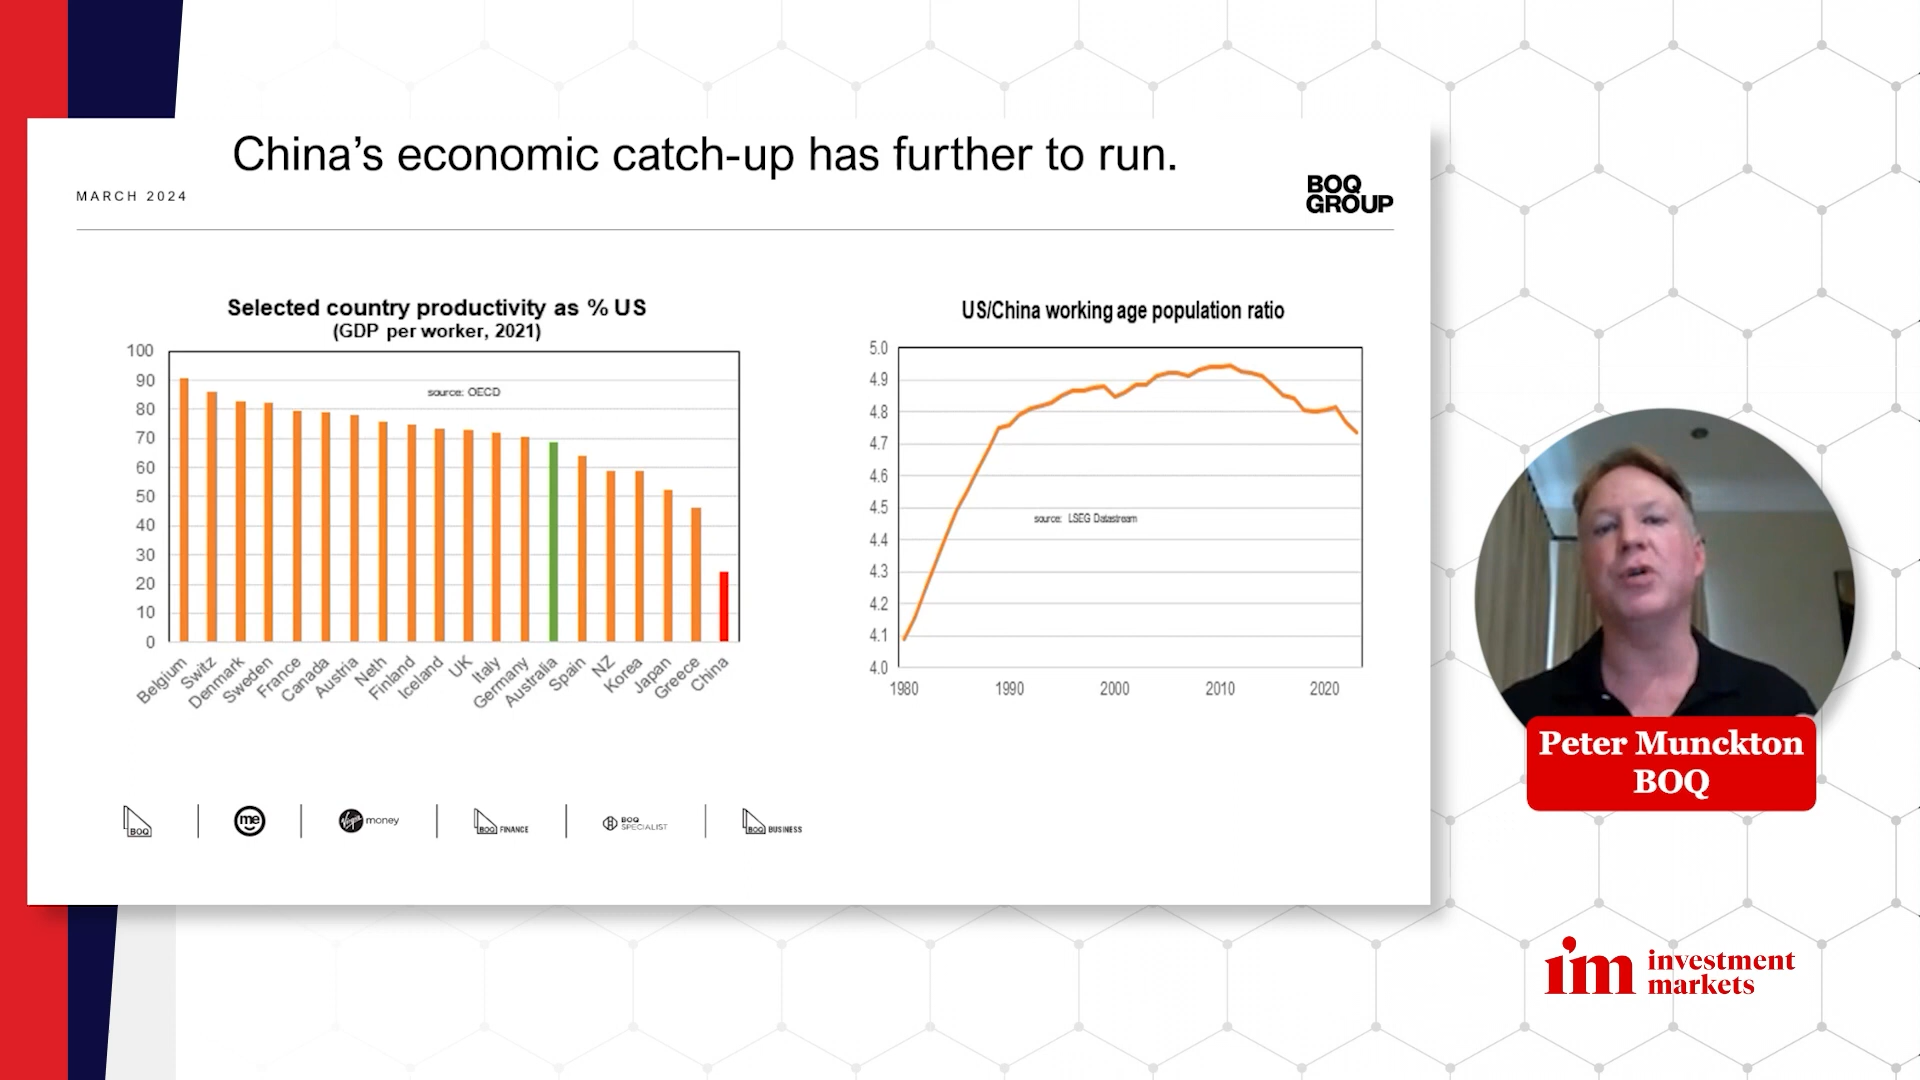 China’s economic catch-up has further to run.
MARCH 2024
BOQ
GROUP
Selected country productivity as % US
(GDP per worker, 2021)
100
90
80
70
60
50
40
30
20
10
0
source: OECD
Belgium
Switz
Denmark
Sweden
France
Canada
Austria
Neth
Finland
Iceland
UK
Italy
Germany
Australia
Spain
NZ
Korea
Japan
Greece
China
US/China working age population ratio
5.0
4.9
4.8
4.7
4.6
4.5
4.4
4.3
4.2
4.1
4.0
source: LSEG Datastream
1980
1990
2000
2010
2020
BOQ
me
Virgin money
BOQ FINANCE
BOQ
SPECIALIST
BOQ BUSINESS
Peter Munckton
BOQ
im investment
markets